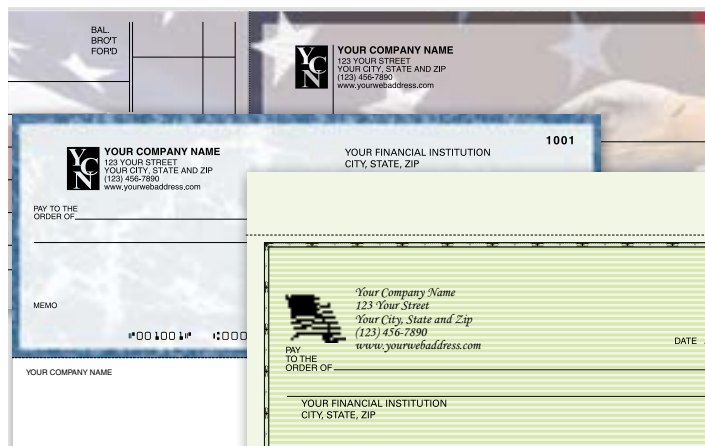 BAL.
BRO'T
FOR'D
YCN
YOUR COMPANY NAME
123 YOUR STREET
YOUR CITY, STATE AND ZIP
(123) 456-7890
www.yourwebaddress.com
1001
YCN
YOUR COMPANY NAME
123 YOUR STREET
YOUR CITY, STATE AND ZIP
(123) 456-7890
www.yourwebaddress.com
YOUR FINANCIAL INSTITUTION
CITY, STATE, ZIP
PAY TO THE
ORDER OF
MEMO
⑈001001⑈ ⑆000
YOUR COMPANY NAME
Your Company Name
123 Your Street
Your City, State and Zip
(123) 456-7890
www.yourwebaddress.com
DATE
PAY
TO THE
ORDER OF
YOUR FINANCIAL INSTITUTION
CITY, STATE, ZIP